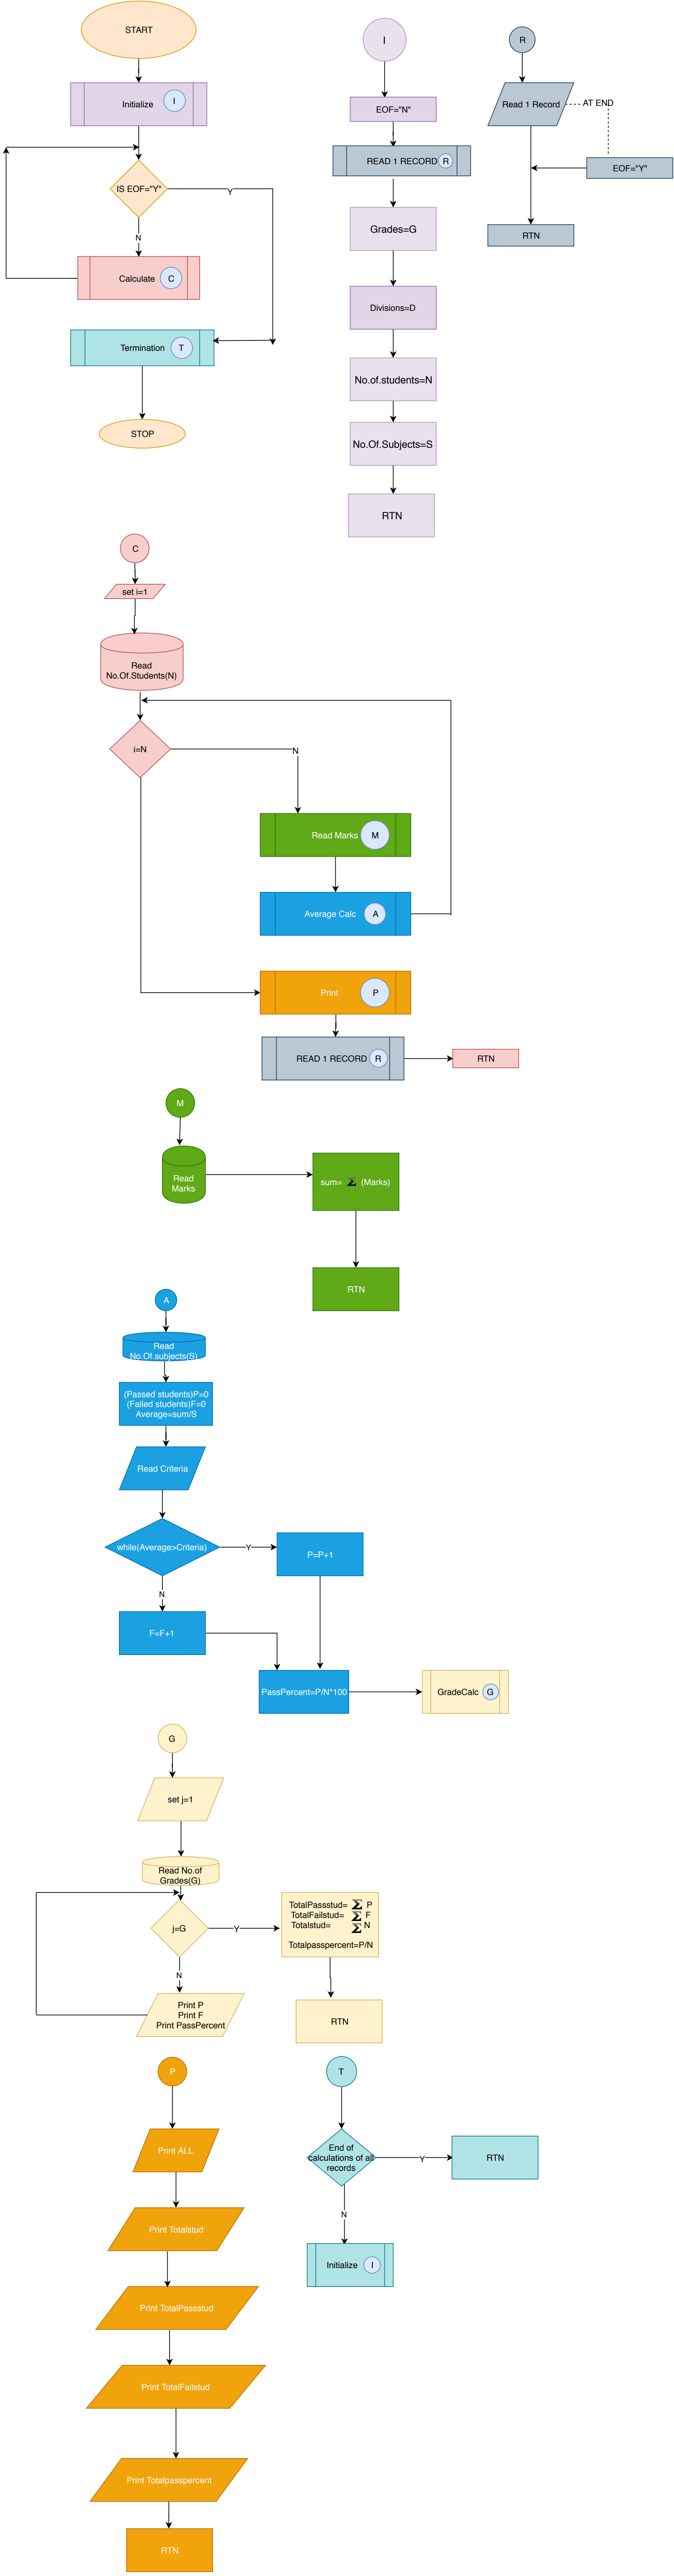 START
Initialize
I
IS EOF="Y"
Y
N
Calculate
C
Termination
T
STOP
I
EOF="N"
READ 1 RECORD
R
Grades=G
Divisions=D
No.of.students=N
No.Of.Subjects=S
RTN
R
Read 1 Record
AT END
EOF="Y"
RTN
C
set i=1
Read
No.Of.Students(N)
i=N
N
Read Marks
M
Average Calc
A
Print
P
READ 1 RECORD
R
RTN
M
Read
Marks
sum= Σ (Marks)
RTN
A
Read
No.Of.subjects(S)
(Passed students)P=0
(Failed students)F=0
Average=sum/S
Read Criteria
while(Average>Criteria)
Y
P=P+1
N
F=F+1
PassPercent=P/N*100
GradeCalc
G
G
set j=1
Read No.of
Grades(G)
j=G
Y
TotalPassstud= Σ P
TotalFailstud= Σ F
Totalstud= Σ N
Totalpasspercent=P/N
N
Print P
Print F
Print PassPercent
RTN
P
Print ALL
Print Totalstud
Print TotalPassstud
Print TotalFailstud
Print Totalpasspercent
RTN
T
End of
calculations of all
records
Y
RTN
N
Initialize
I